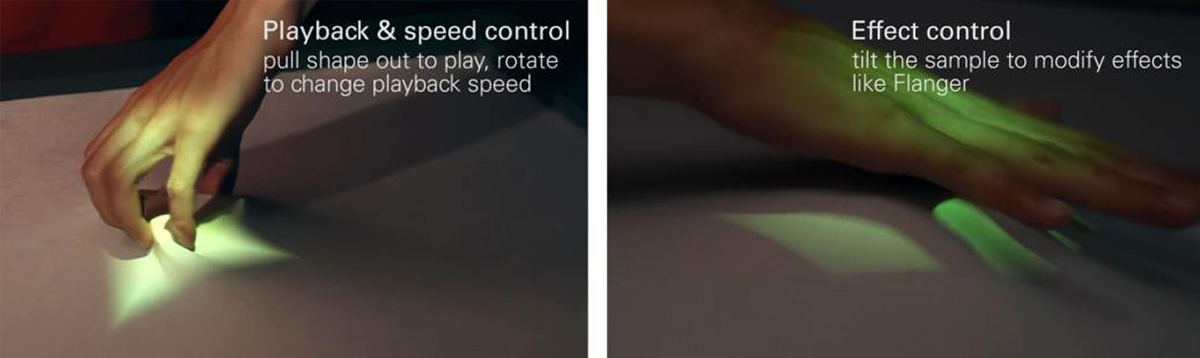 Playback & speed control
pull shape out to play, rotate
to change playback speed
Effect control
tilt the sample to modify effects
like Flanger